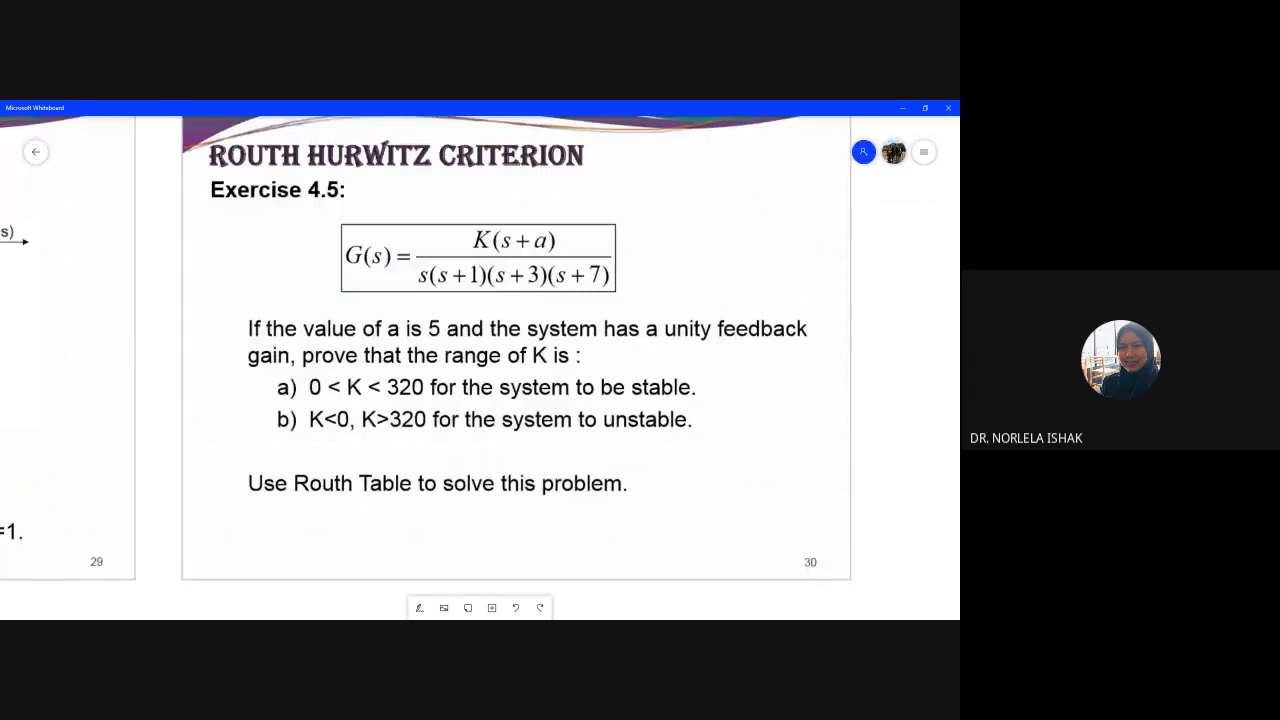 Microsoft Whiteboard
ROUTH HURWITZ CRITERION
Exercise 4.5:
s)
G(s) = K(s + a) / s(s + 1)(s + 3)(s + 7)
If the value of a is 5 and the system has a unity feedback
gain, prove that the range of K is :
a) 0 < K < 320 for the system to be stable.
b) K<0, K>320 for the system to unstable.
DR. NORLELA ISHAK
Use Routh Table to solve this problem.
=1.
29
30